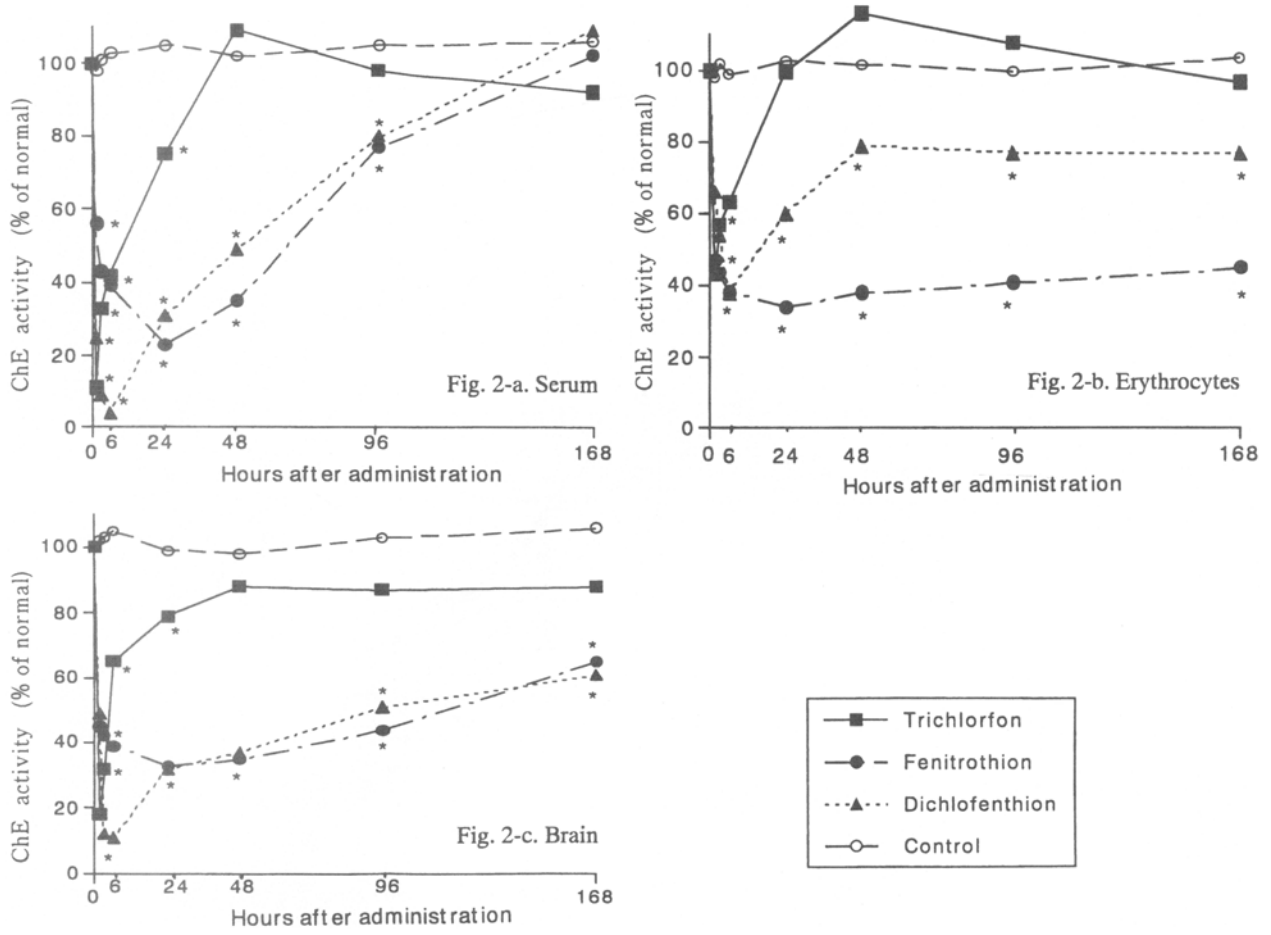 ChE activity (% of normal)
100
80
60
40
20
0
0 6 24 48 96 168
Hours after administration
Fig. 2-a. Serum
ChE activity (% of normal)
100
80
60
40
20
0
0 6 24 48 96 168
Hours after administration
Fig. 2-b. Erythrocytes
ChE activity (% of normal)
100
80
60
40
20
0
0 6 24 48 96 168
Hours after administration
Fig. 2-c. Brain
Trichlorfon
Fenitrothion
Dichlofenthion
Control